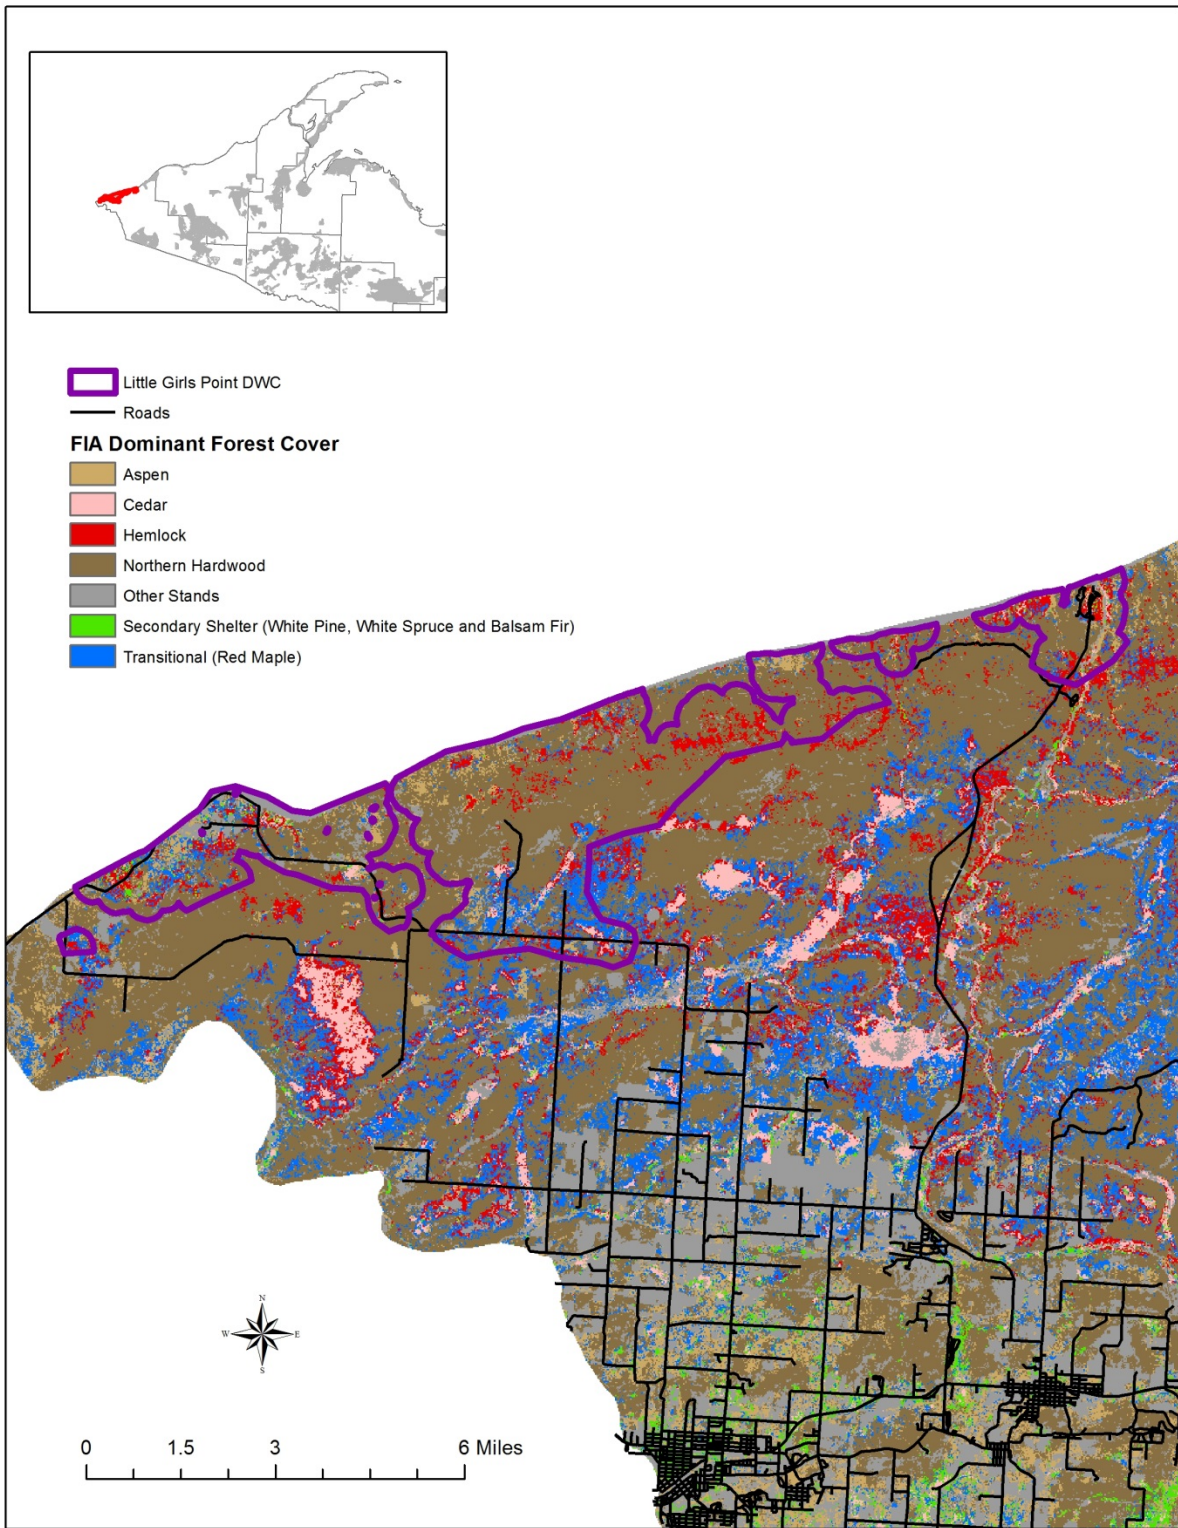 Little Girls Point DWC
Roads
FIA Dominant Forest Cover
Aspen
Cedar
Hemlock
Northern Hardwood
Other Stands
Secondary Shelter (White Pine, White Spruce and Balsam Fir)
Transitional (Red Maple)
N
W E
S
0 1.5 3 6 Miles